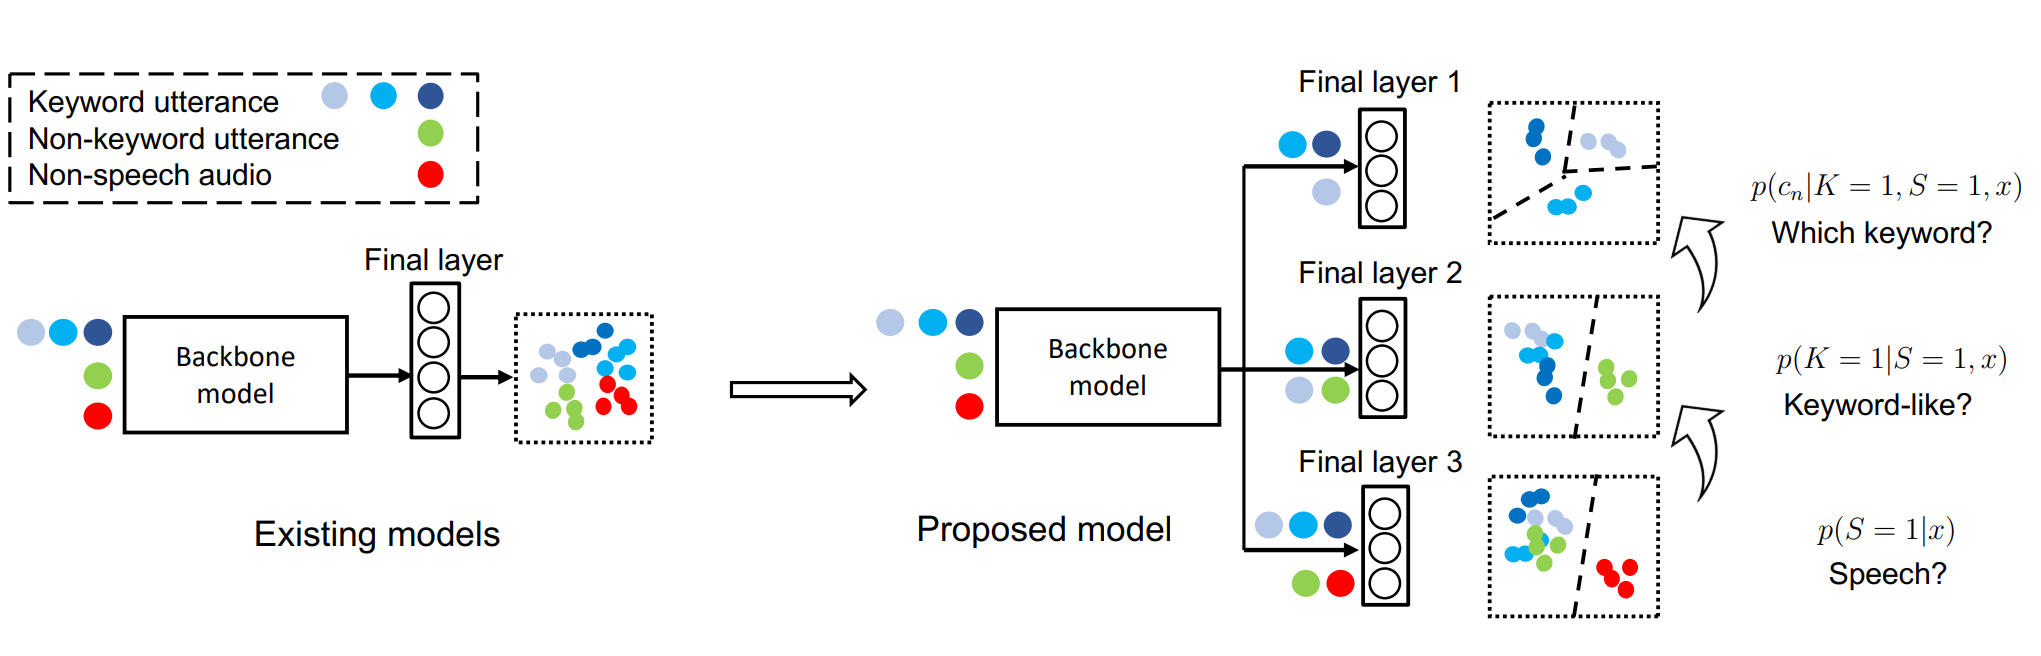 Keyword utterance
Non-keyword utterance
Non-speech audio
Final layer
Backbone
model
Existing models
Backbone
model
Proposed model
Final layer 1
Final layer 2
Final layer 3
p(c_n|K = 1, S = 1, x)
Which keyword?
p(K = 1|S = 1, x)
Keyword-like?
p(S = 1|x)
Speech?